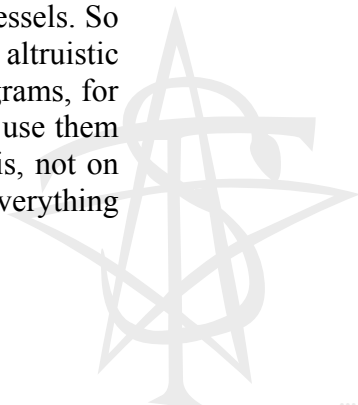 essels. So
altruistic
grams, for
use them
is, not on
verything